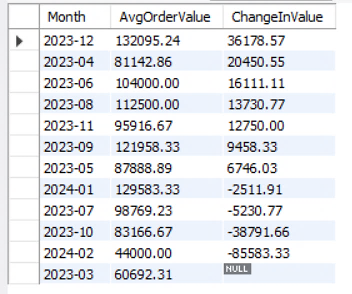 Month AvgOrderValue ChangeInValue
2023-12 132095.24 36178.57
2023-04 81142.86 20450.55
2023-06 104000.00 16111.11
2023-08 112500.00 13730.77
2023-11 95916.67 12750.00
2023-09 121958.33 9458.33
2023-05 87888.89 6746.03
2024-01 129583.33 -2511.91
2023-07 98769.23 -5230.77
2023-10 83166.67 -38791.66
2024-02 44000.00 -85583.33
2023-03 60692.31 NULL